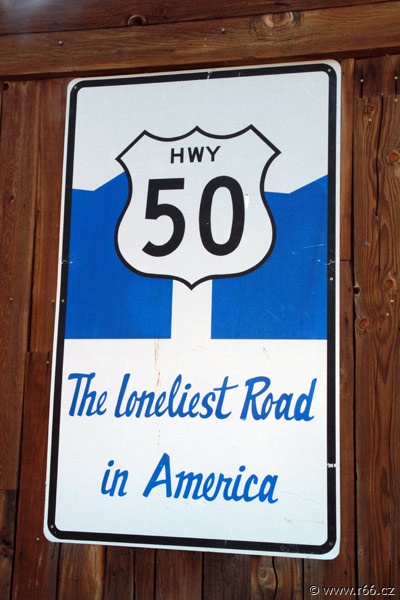 HWY
50
The loneliest Road
in America
© www.r66.cz